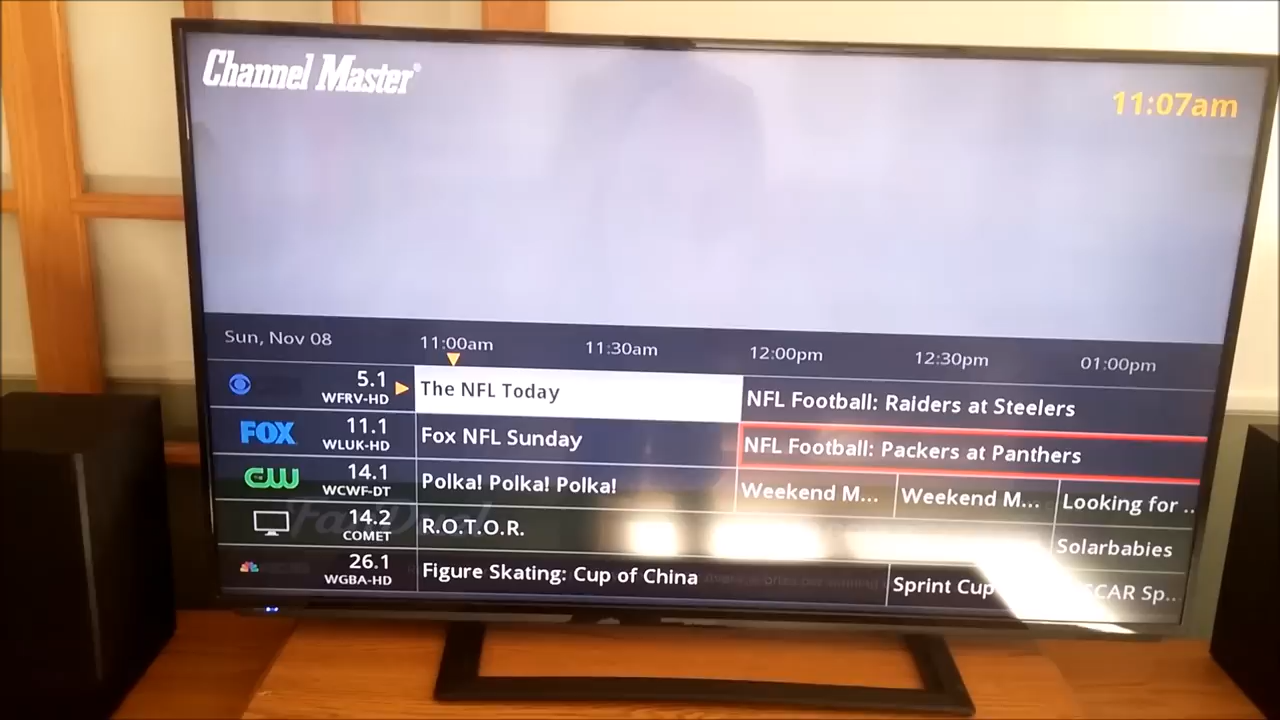 Channel Master®
11:07am
Sun, Nov 08
11:00am
11:30am
12:00pm
12:30pm
01:00pm
5.1
WFRV-HD
The NFL Today
NFL Football: Raiders at Steelers
FOX
11.1
WLUK-HD
Fox NFL Sunday
NFL Football: Packers at Panthers
CW
14.1
WCWF-DT
Polka! Polka! Polka!
Weekend M...
Weekend M...
Looking for ..
14.2
COMET
R.O.T.O.R.
Solarbabies
26.1
WGBA-HD
Figure Skating: Cup of China
Sprint Cup
SCAR Sp..